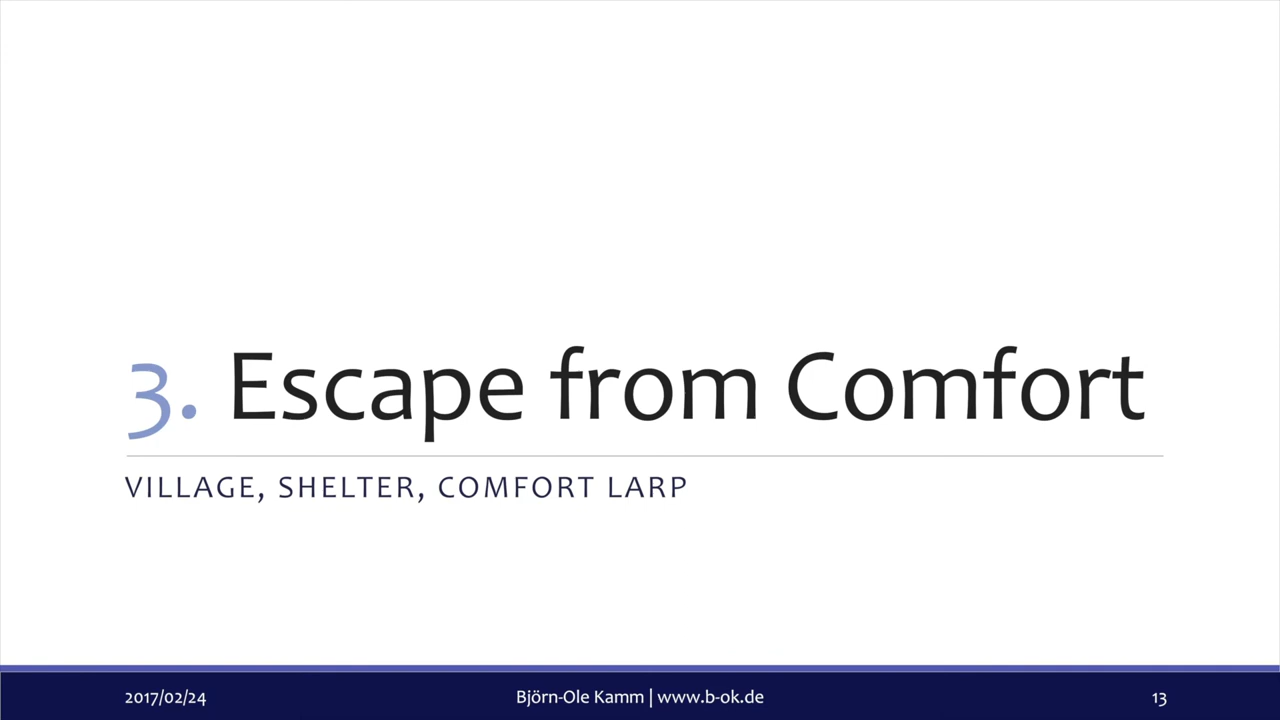 3. Escape from Comfort
VILLAGE, SHELTER, COMFORT LARP
2017/02/24
Björn-Ole Kamm | www.b-ok.de
13